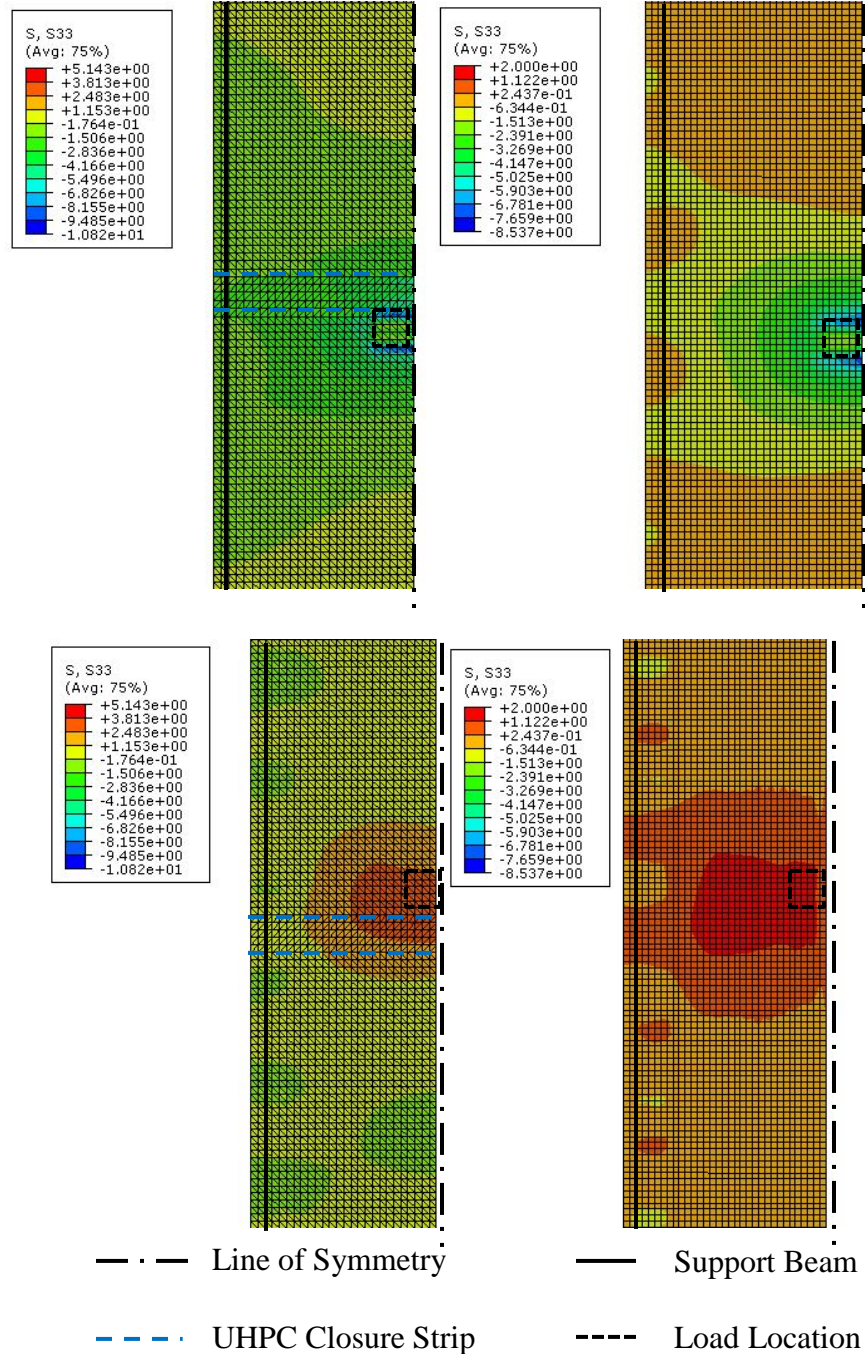 S, S33
(Avg: 75%)
+5.143e+00
+3.813e+00
+2.483e+00
+1.153e+00
-1.764e-01
-1.506e+00
-2.836e+00
-4.166e+00
-5.496e+00
-6.826e+00
-8.155e+00
-9.485e+00
-1.082e+01
S, S33
(Avg: 75%)
+2.000e+00
+1.122e+00
+2.437e-01
-6.344e-01
-1.513e+00
-2.391e+00
-3.269e+00
-4.147e+00
-5.025e+00
-5.903e+00
-6.781e+00
-7.659e+00
-8.537e+00
S, S33
(Avg: 75%)
+5.143e+00
+3.813e+00
+2.483e+00
+1.153e+00
-1.764e-01
-1.506e+00
-2.836e+00
-4.166e+00
-5.496e+00
-6.826e+00
-8.155e+00
-9.485e+00
-1.082e+01
S, S33
(Avg: 75%)
+2.000e+00
+1.122e+00
+2.437e-01
-6.344e-01
-1.513e+00
-2.391e+00
-3.269e+00
-4.147e+00
-5.025e+00
-5.903e+00
-6.781e+00
-7.659e+00
-8.537e+00
Line of Symmetry
Support Beam
UHPC Closure Strip
Load Location